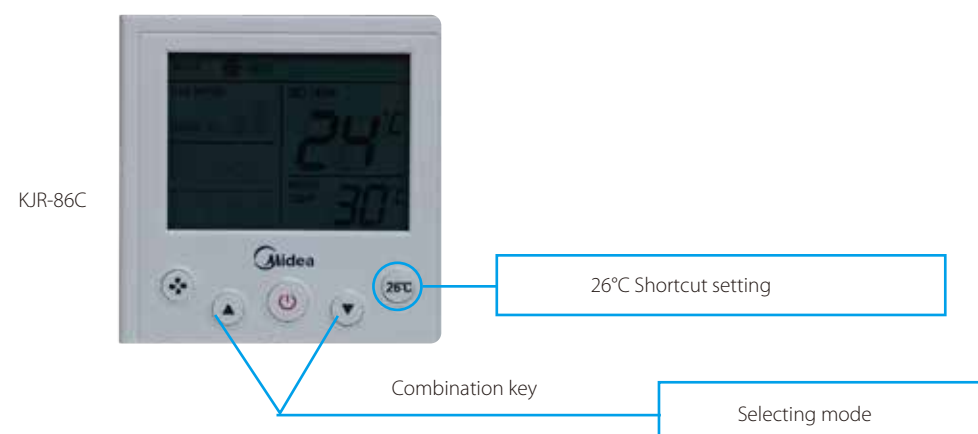 24°C
30°C
KJR-86C
Midea
26°C
26°C Shortcut setting
Combination key
Selecting mode